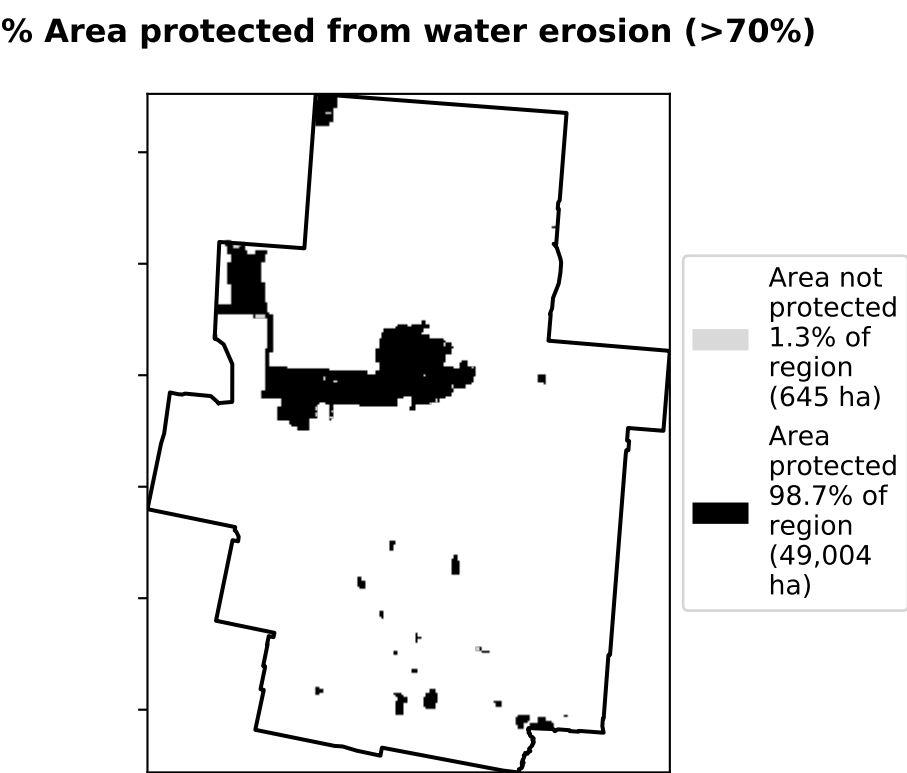 % Area protected from water erosion (>70%)
Area not
protected
1.3% of
region
(645 ha)
Area
protected
98.7% of
region
(49,004
ha)